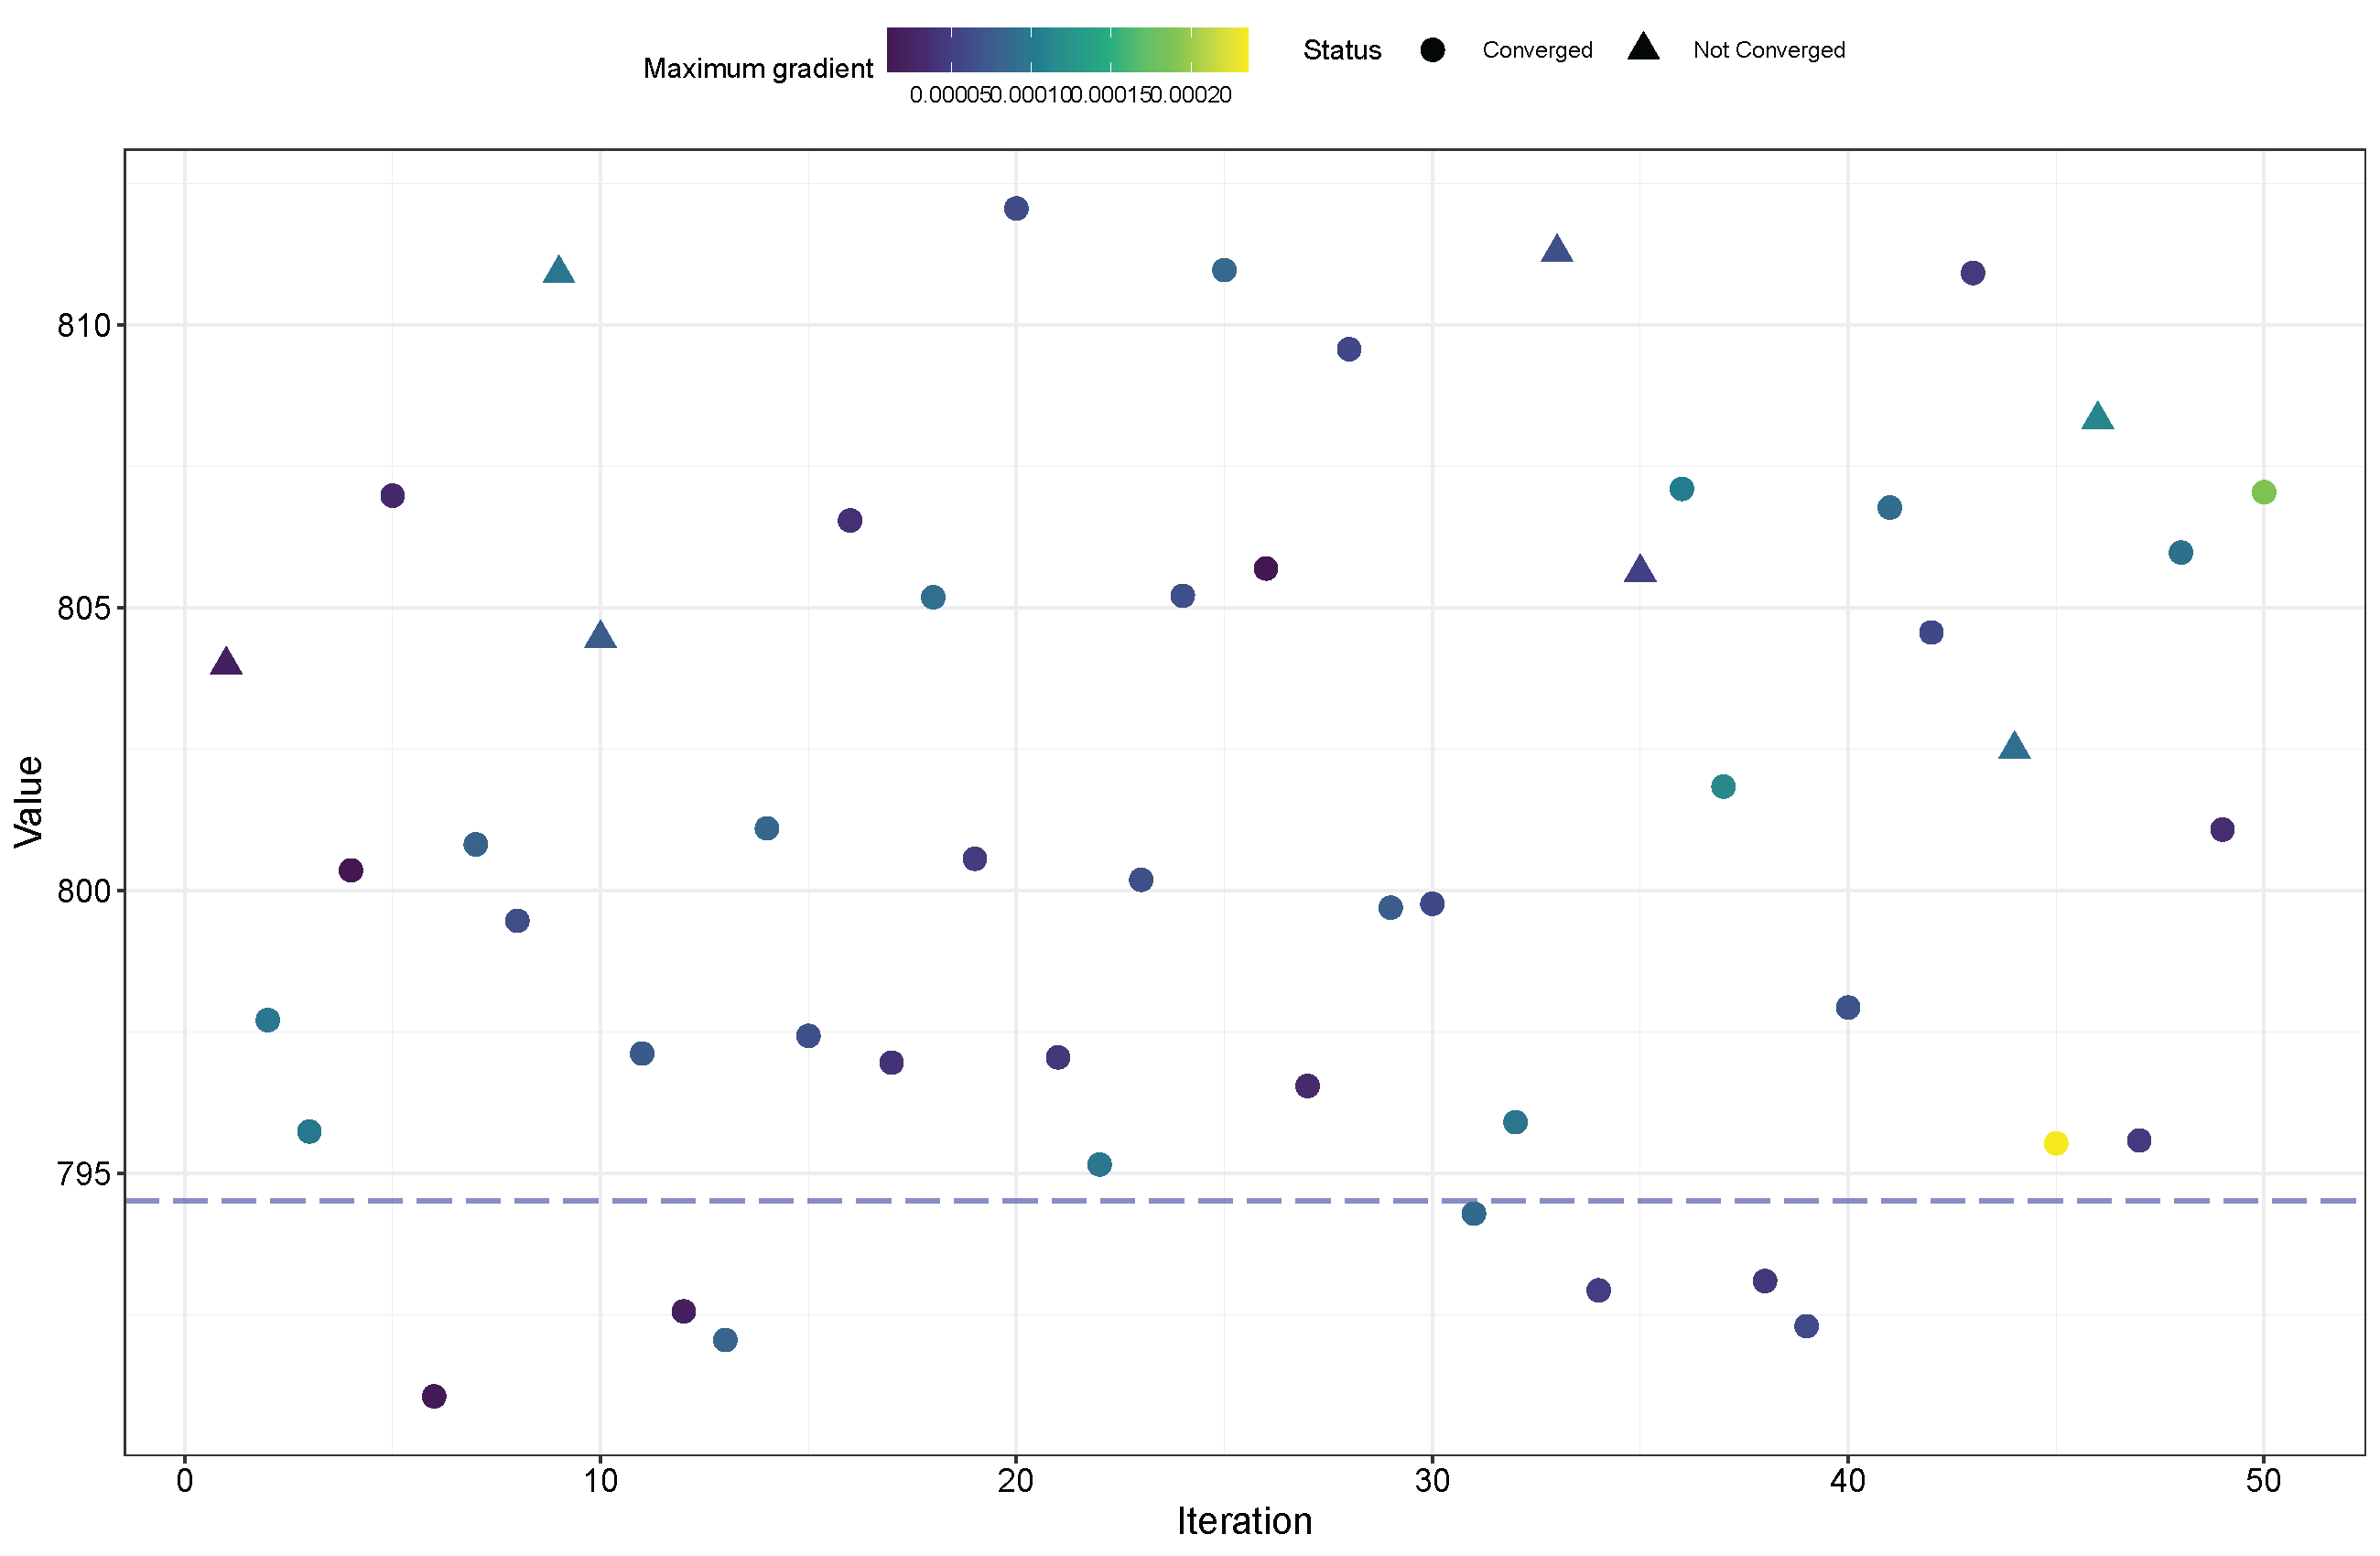 Maximum gradient
0.00005 0.00010 0.00015 0.00020
Status Converged Not Converged
810
805
800
795
Value
0 10 20 30 40 50
Iteration